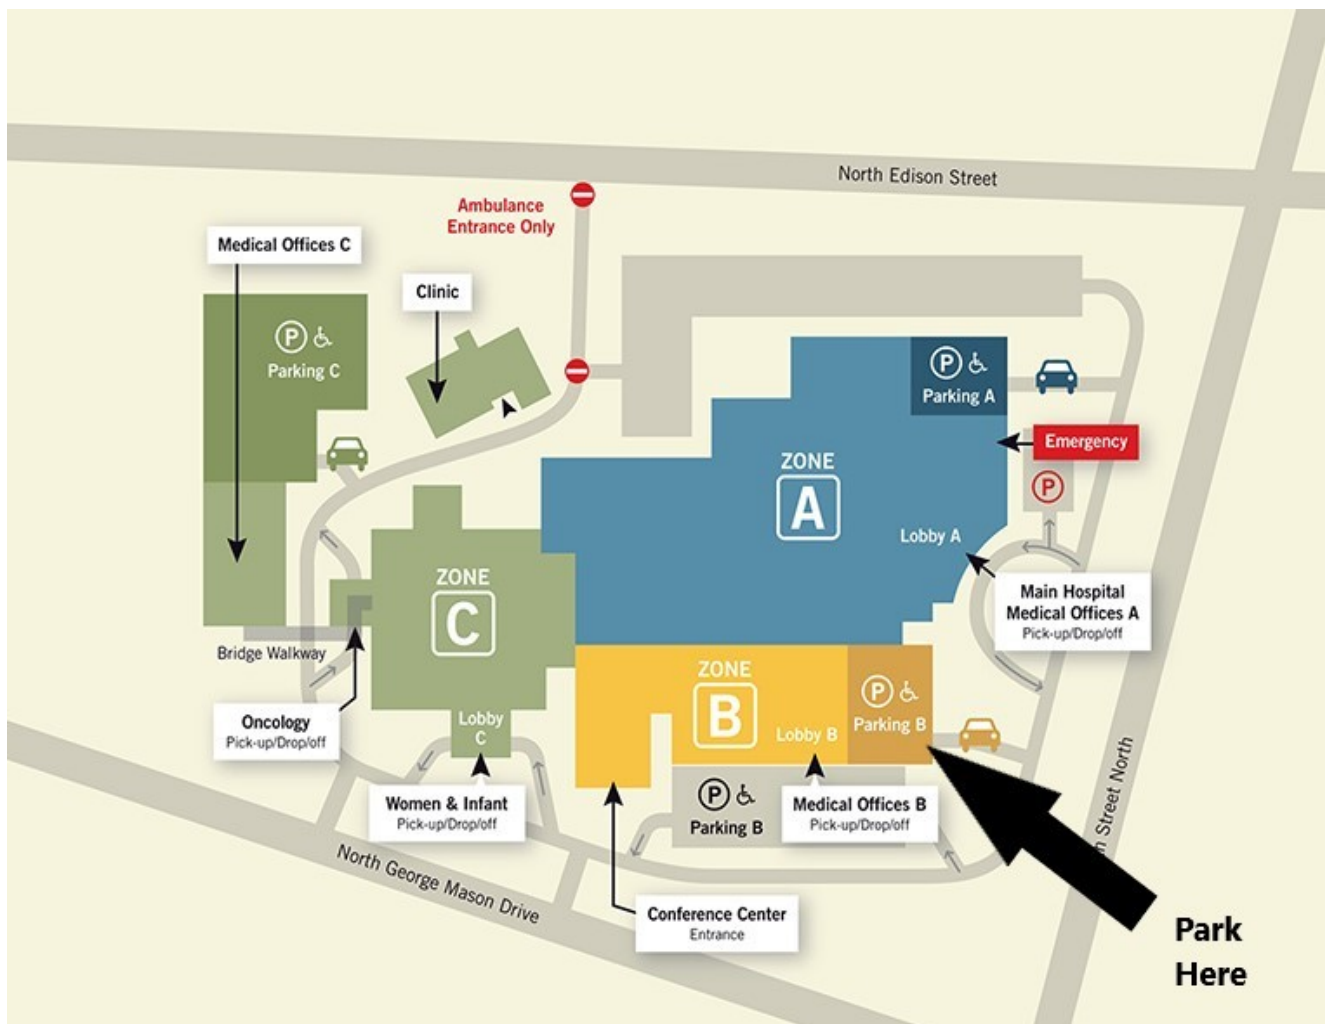 North Edison Street
Ambulance
Entrance Only
Medical Offices C
Clinic
P
Parking C
P
Parking A
Emergency
ZONE
A
P
Lobby A
Main Hospital
Medical Offices A
Pick-up/Drop/off
ZONE
C
Bridge Walkway
ZONE
B
P
Parking B
Lobby B
Oncology
Pick-up/Drop/off
Lobby
C
Women & Infant
Pick-up/Drop/off
P
Parking B
Medical Offices B
Pick-up/Drop/off
Street North
North George Mason Drive
Conference Center
Entrance
Park
Here